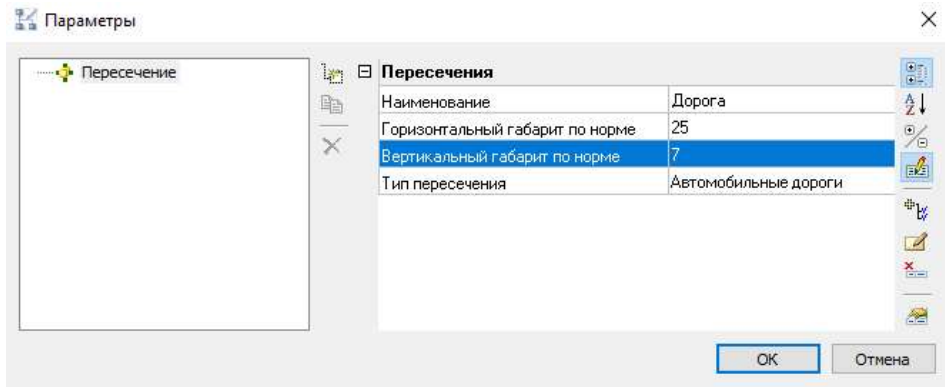 Параметры
Пересечение
Пересечения
Наименование Дорога
Горизонтальный габарит по норме 25
Вертикальный габарит по норме 7
Тип пересечения Автомобильные дороги
OK Отмена